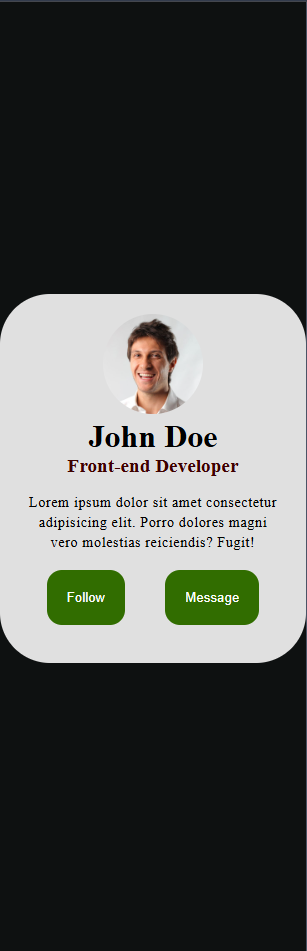 John Doe
Front-end Developer
Lorem ipsum dolor sit amet consectetur
adipisicing elit. Porro dolores magni
vero molestias reiciendis? Fugit!
Follow
Message